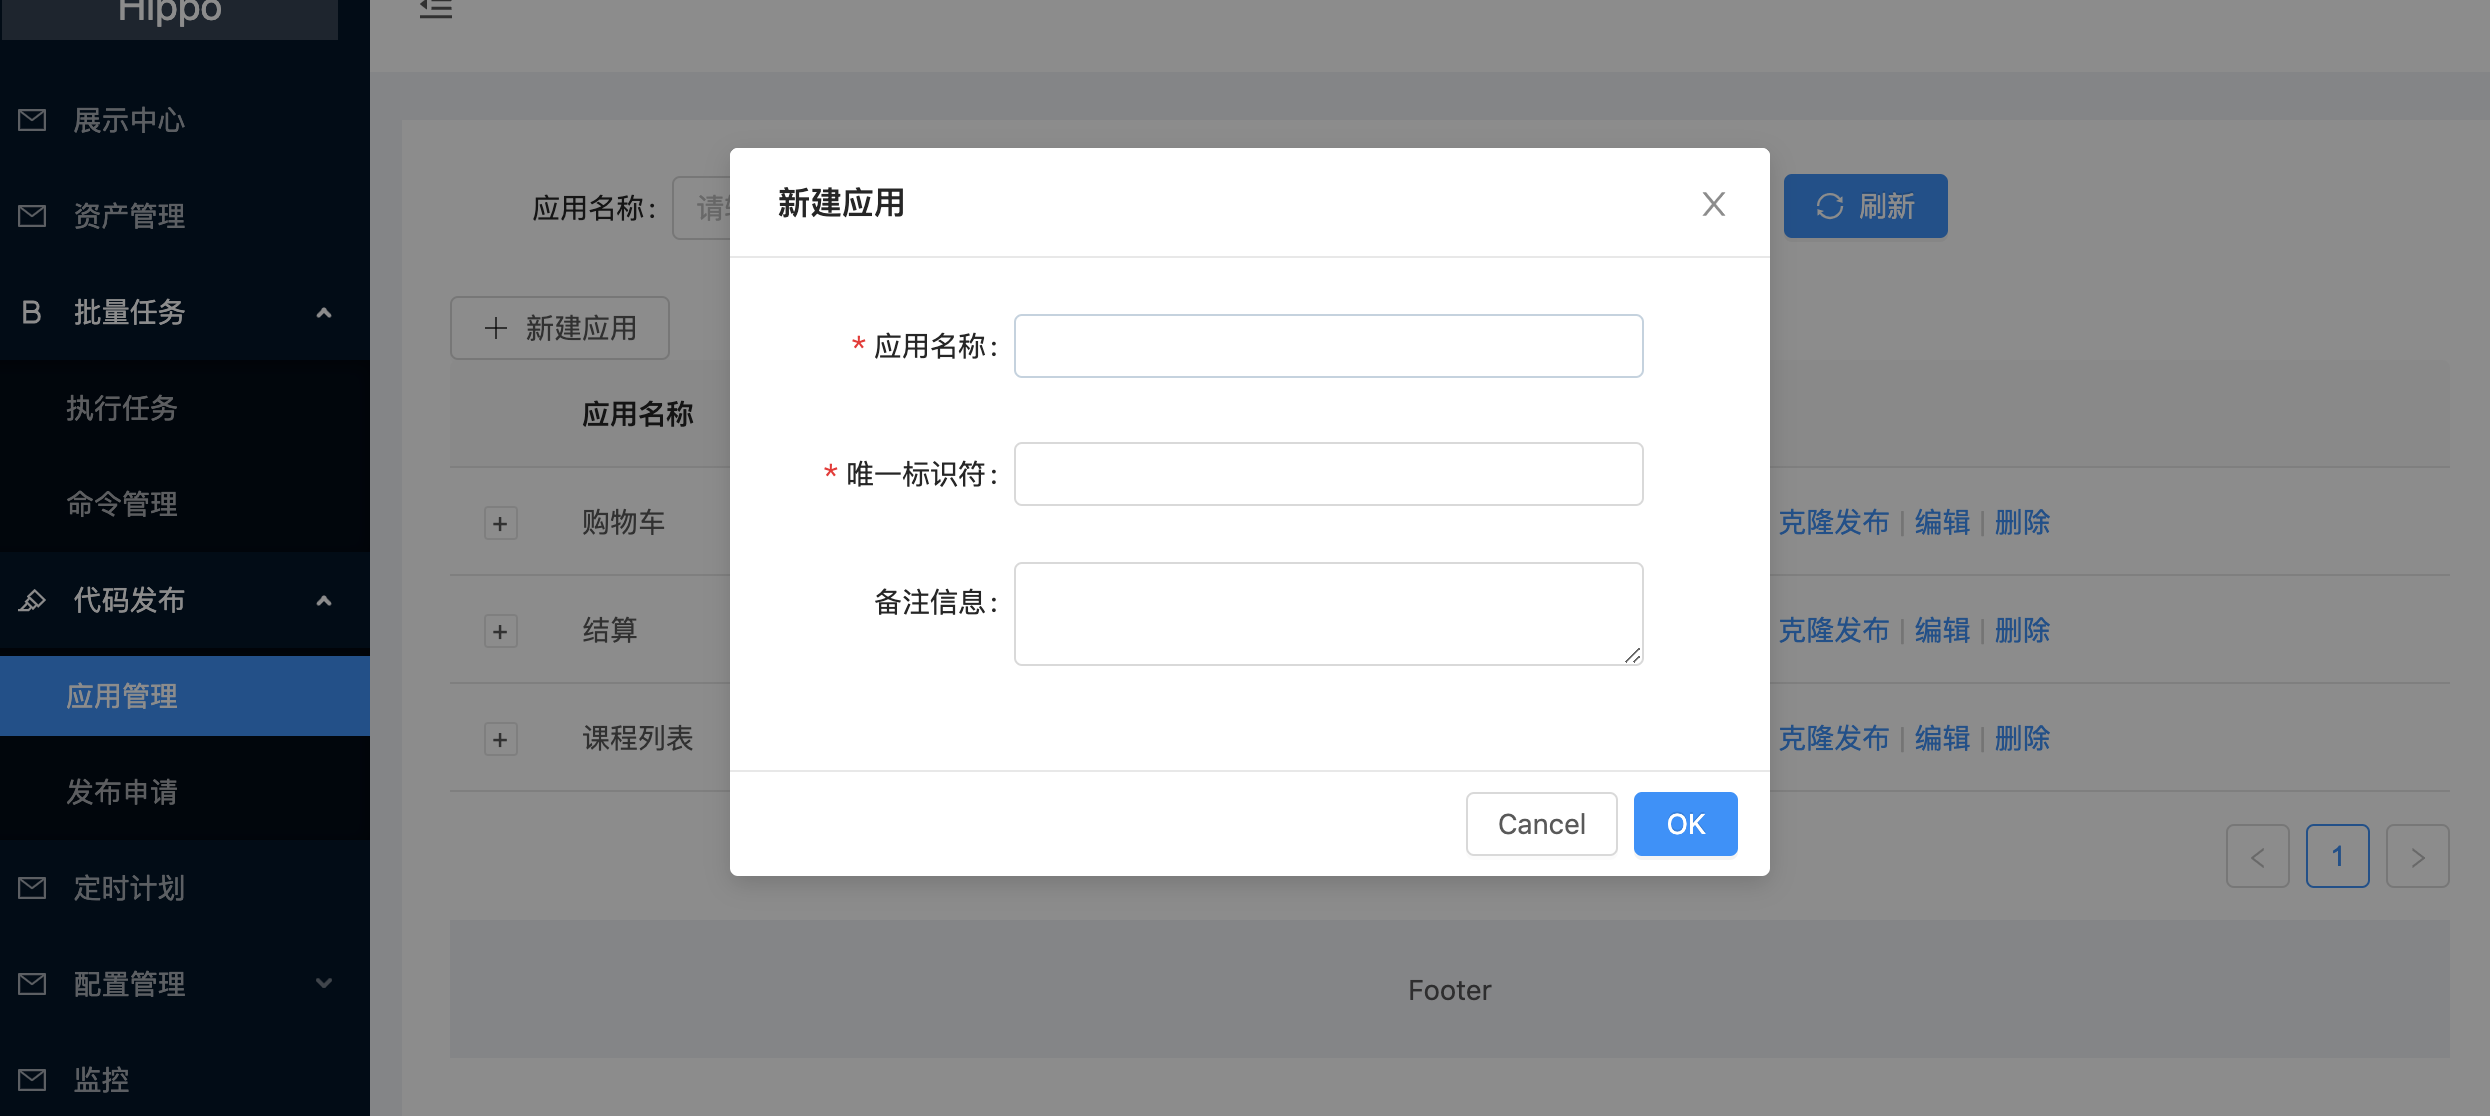 Hippo
展示中心
资产管理
B 批量任务
执行任务
命令管理
代码发布
应用管理
发布申请
定时计划
配置管理
监控
应用名称:
刷新
+ 新建应用
应用名称
+ 购物车 克隆发布 | 编辑 | 删除
+ 结算 克隆发布 | 编辑 | 删除
+ 课程列表 克隆发布 | 编辑 | 删除
< 1 >
Footer
新建应用 X
* 应用名称:
* 唯一标识符:
备注信息:
Cancel OK